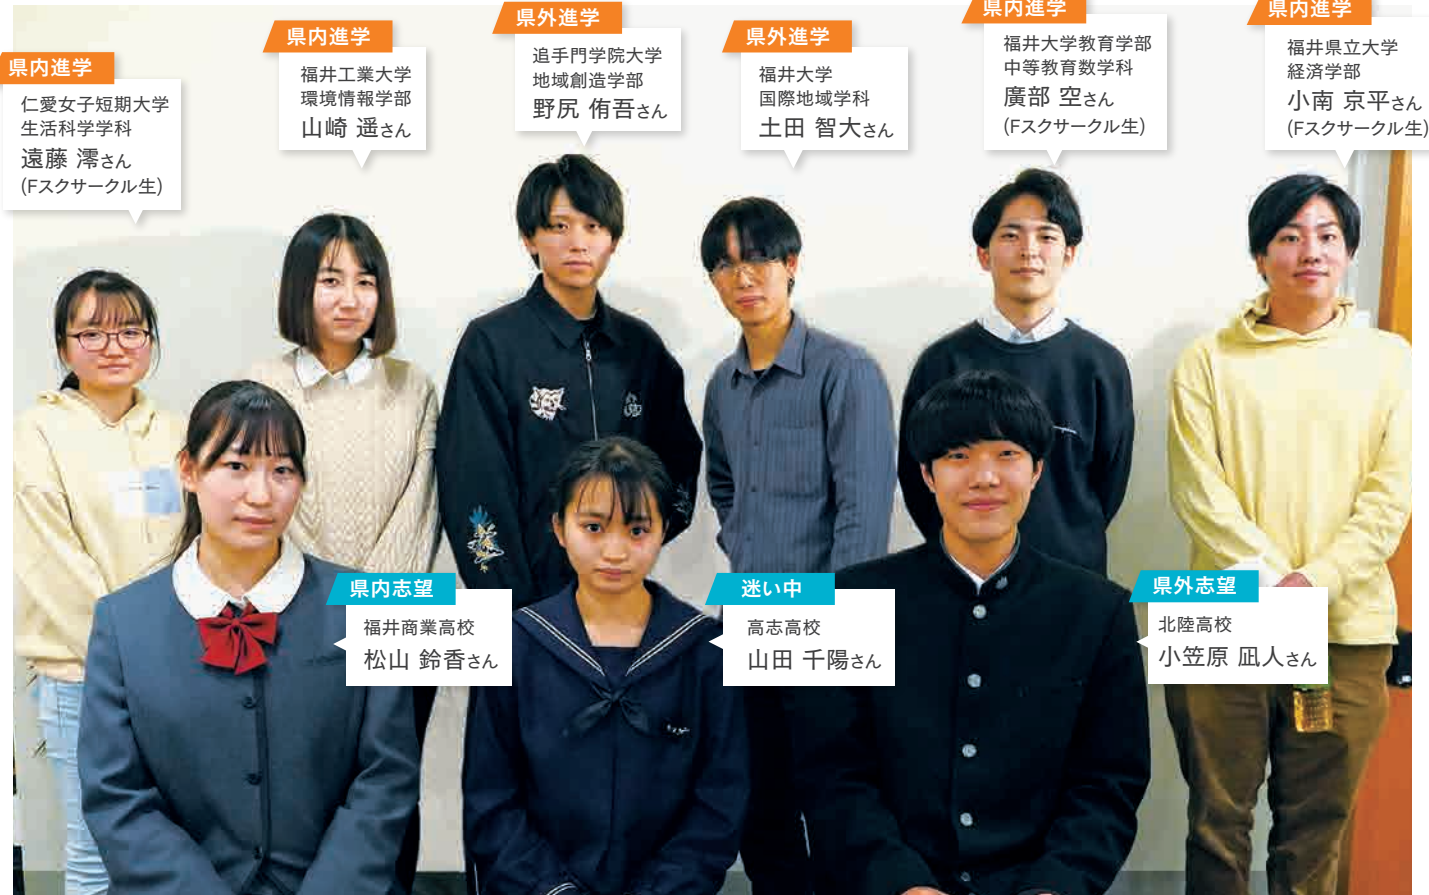 県内進学
仁愛女子短期大学
生活科学学科
遠藤 澪さん
(Fスクサークル生)
県内進学
福井工業大学
環境情報学部
山崎 遥さん
県外進学
追手門学院大学
地域創造学部
野尻 侑吾さん
県外進学
福井大学
国際地域学科
土田 智大さん
県内進学
福井大学教育学部
中等教育数学科
廣部 空さん
(Fスクサークル生)
県内進学
福井県立大学
経済学部
小南 京平さん
(Fスクサークル生)
県内志望
福井商業高校
松山 鈴香さん
迷い中
高志高校
山田 千陽さん
県外志望
北陸高校
小笠原 凪人さん